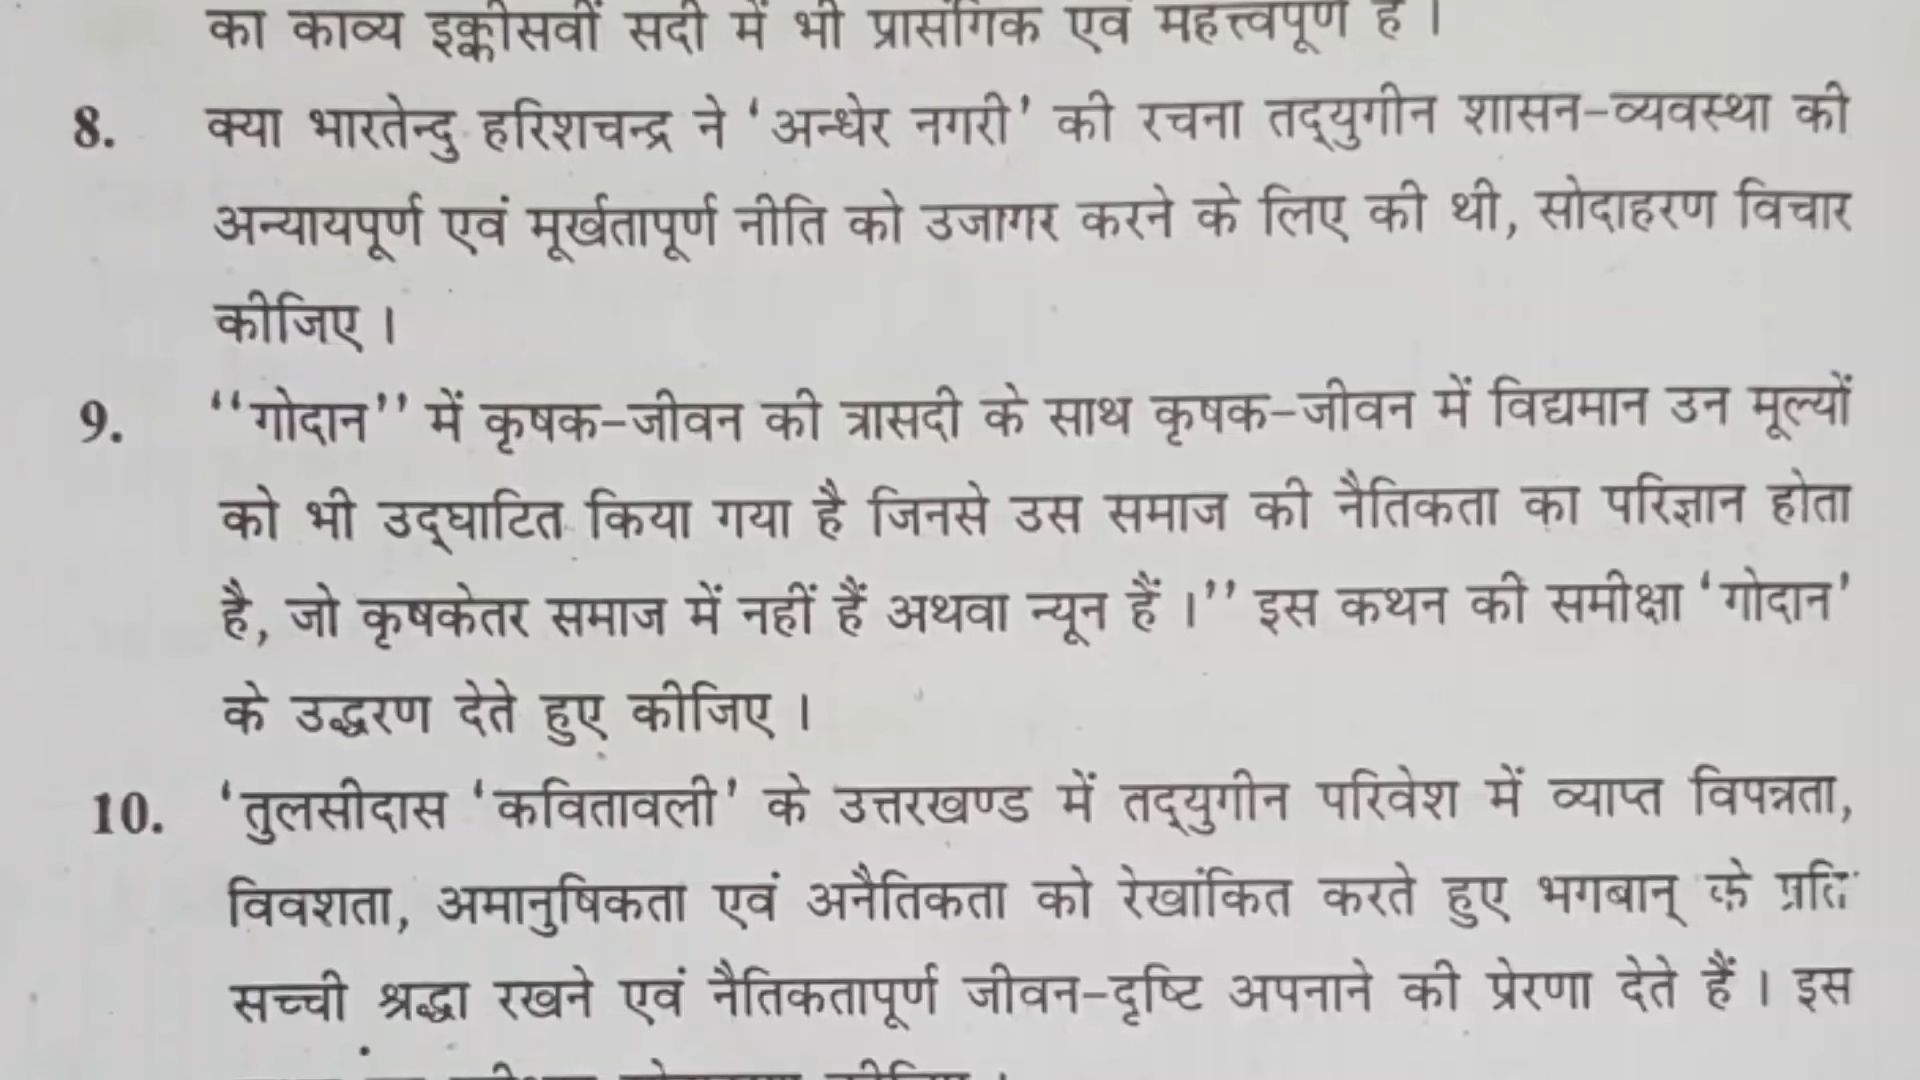 का काव्य इक्कीसवीं सदी में भी प्रासंगिक एवं महत्त्वपूर्ण है ।
8. क्या भारतेन्दु हरिशचन्द्र ने ‘अन्धेर नगरी’ की रचना तद्‌युगीन शासन-व्यवस्था की
अन्यायपूर्ण एवं मूर्खतापूर्ण नीति को उजागर करने के लिए की थी, सोदाहरण विचार
कीजिए ।
9. ‘‘गोदान’’ में कृषक-जीवन की त्रासदी के साथ कृषक-जीवन में विद्यमान उन मूल्यों
को भी उद्‌घाटित किया गया है जिनसे उस समाज की नैतिकता का परिज्ञान होता
है, जो कृषकेतर समाज में नहीं हैं अथवा न्यून हैं ।’’ इस कथन की समीक्षा ‘गोदान’
के उद्धरण देते हुए कीजिए ।
10. ‘तुलसीदास ‘कवितावली’ के उत्तरखण्ड में तद्‌युगीन परिवेश में व्याप्त विपन्नता,
विवशता, अमानुषिकता एवं अनैतिकता को रेखांकित करते हुए भगबान् के प्रति
सच्ची श्रद्धा रखने एवं नैतिकतापूर्ण जीवन-दृष्टि अपनाने की प्रेरणा देते हैं । इस